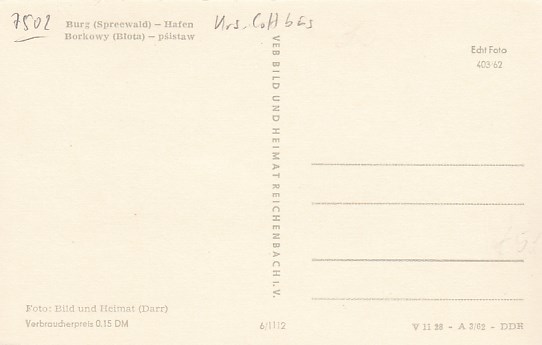 7502
Burg (Spreewald) – Hafen
Borkowy (Błota) – pśistaw
Krs. Cottbus
VEB BILD UND HEIMAT REICHENBACH I. V.
Echt Foto
403/62
Foto: Bild und Heimat (Darr)
Verbraucherpreis 0,15 DM
6/1112
V 11 28 - A 3/62 - DDR